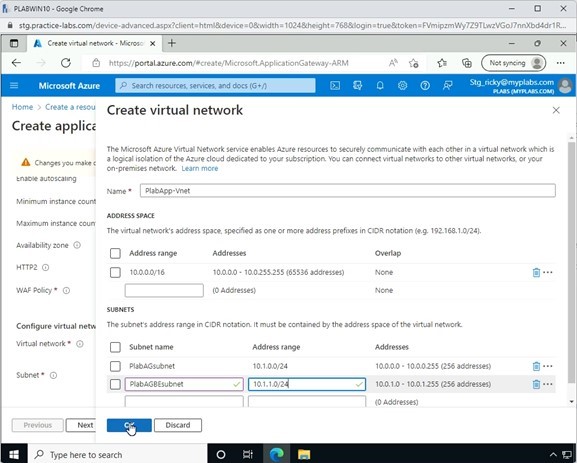 PLABWIN10 - Google Chrome
stg.practice-labs.com/device-advanced.aspx?client=html&device=0&width=1024&height=768&login=true&token=FVmipzmWy7Z9TLwzVGoJ7nnXbd4dr1R...
Create virtual network - Microso
https://portal.azure.com/#create/Microsoft.ApplicationGateway-ARM
Not syncing
Microsoft Azure
Search resources, services, and docs (G+/)
Stg_ricky@myplabs.com
PLABS (MYPLABS.COM)
Home > Create a resou
Create applica
Changes you make
Enable autoscaling
Minimum instance count
Maximum instance count
Availability zone
HTTP2
WAF Policy *
Configure virtual netw
Virtual network *
Subnet *
Previous
Next
Create virtual network
The Microsoft Azure Virtual Network service enables Azure resources to securely communicate with each other in a virtual network which is
a logical isolation of the Azure cloud dedicated to your subscription. You can connect virtual networks to other virtual networks, or your
on-premises network. Learn more
Name * PlabApp-Vnet
ADDRESS SPACE
The virtual network's address space, specified as one or more address prefixes in CIDR notation (e.g. 192.168.1.0/24).
Address range Addresses Overlap
10.0.0.0/16 10.0.0.0 - 10.0.255.255 (65536 addresses) None
(0 Addresses) None
SUBNETS
The subnet's address range in CIDR notation. It must be contained by the address space of the virtual network.
Subnet name Address range Addresses
PlabAGsubnet 10.1.0.0/24 10.0.0.0 - 10.0.0.255 (256 addresses)
PlabAGBEsubnet 10.1.1.0/24 10.0.1.0 - 10.0.1.255 (256 addresses)
(0 Addresses)
Discard
Type here to search